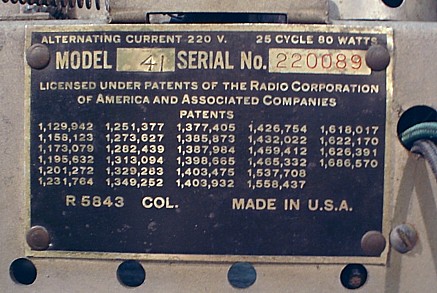 ALTERNATING CURRENT 220 V. 25 CYCLE 80 WATTS
MODEL 41 SERIAL No. 220089
LICENSED UNDER PATENTS OF THE RADIO CORPORATION
OF AMERICA AND ASSOCIATED COMPANIES
PATENTS
1,129,942 1,251,377 1,377,405 1,426,754 1,618,017
1,159,123 1,273,627 1,385,873 1,432,022 1,622,170
1,173,079 1,282,439 1,387,984 1,459,412 1,626,391
1,195,632 1,313,094 1,398,665 1,465,332 1,686,570
1,201,272 1,329,283 1,403,475 1,537,708
1,231,764 1,349,252 1,403,932 1,558,437
R 5843 COL. MADE IN U.S.A.